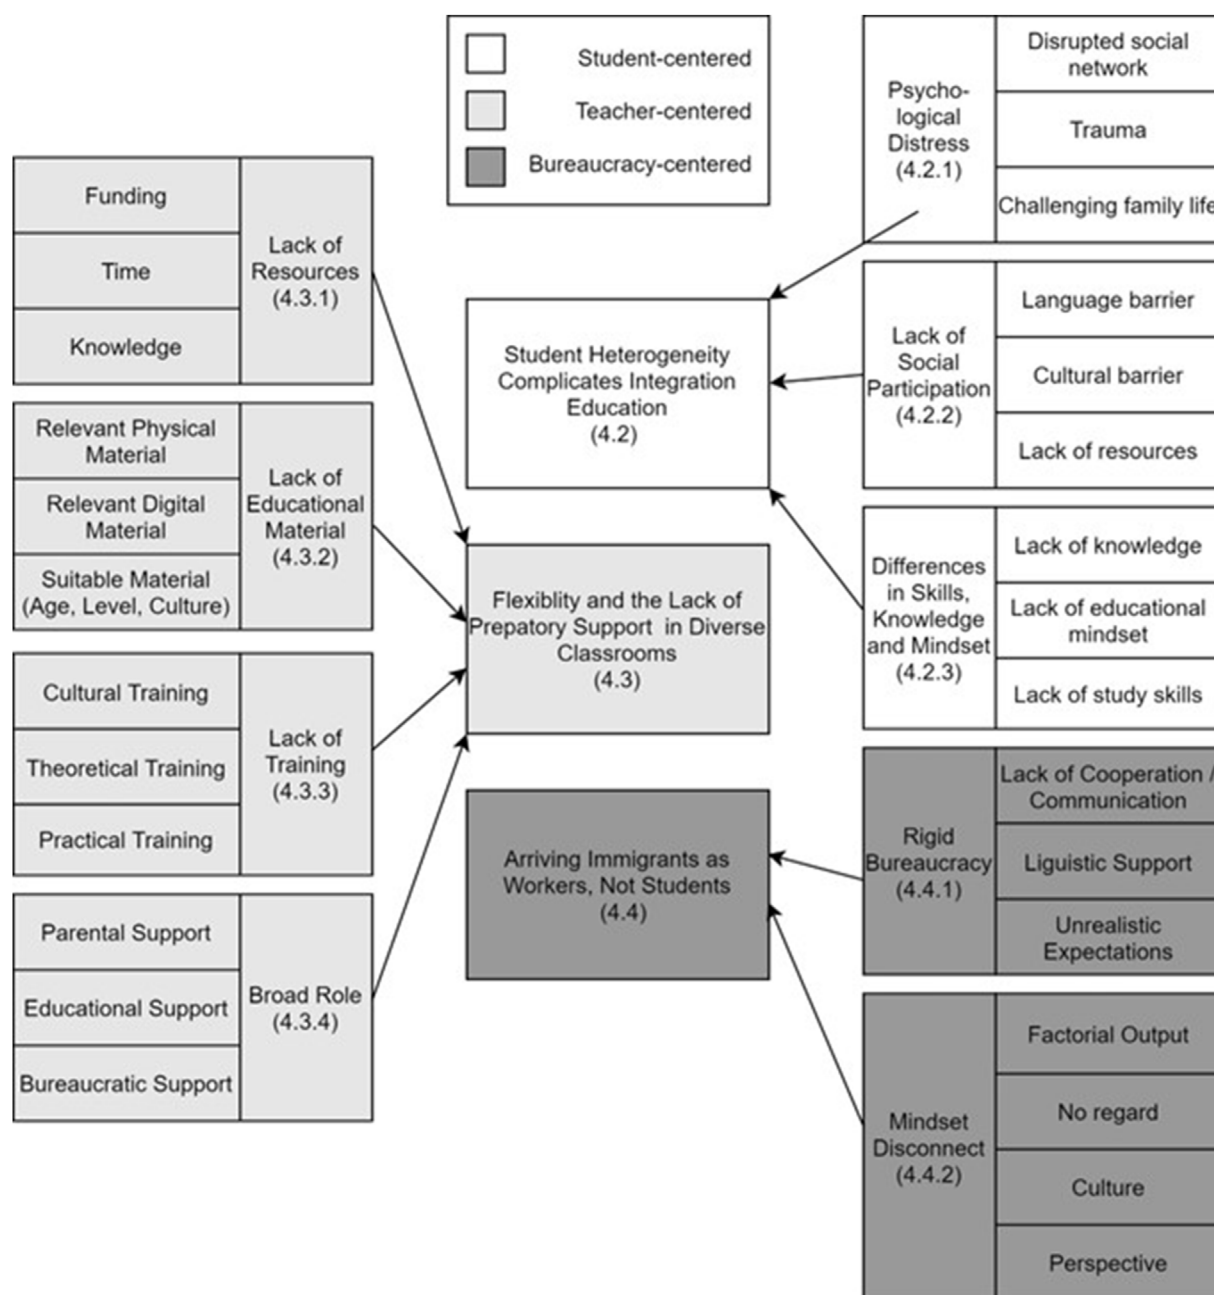 Student-centered
Teacher-centered
Bureaucracy-centered
Funding
Time
Knowledge
Lack of
Resources
(4.3.1)
Relevant Physical
Material
Relevant Digital
Material
Suitable Material
(Age, Level, Culture)
Lack of
Educational
Material
(4.3.2)
Cultural Training
Theoretical Training
Practical Training
Lack of
Training
(4.3.3)
Parental Support
Educational Support
Bureaucratic Support
Broad Role
(4.3.4)
Student Heterogeneity
Complicates Integration
Education
(4.2)
Flexiblity and the Lack of
Prepatory Support in Diverse
Classrooms
(4.3)
Arriving Immigrants as
Workers, Not Students
(4.4)
Psycho-
logical
Distress
(4.2.1)
Disrupted social
network
Trauma
Challenging family life
Lack of
Social
Participation
(4.2.2)
Language barrier
Cultural barrier
Lack of resources
Differences
in Skills,
Knowledge
and Mindset
(4.2.3)
Lack of knowledge
Lack of educational
mindset
Lack of study skills
Rigid
Bureaucracy
(4.4.1)
Lack of Cooperation /
Communication
Liguistic Support
Unrealistic
Expectations
Mindset
Disconnect
(4.4.2)
Factorial Output
No regard
Culture
Perspective